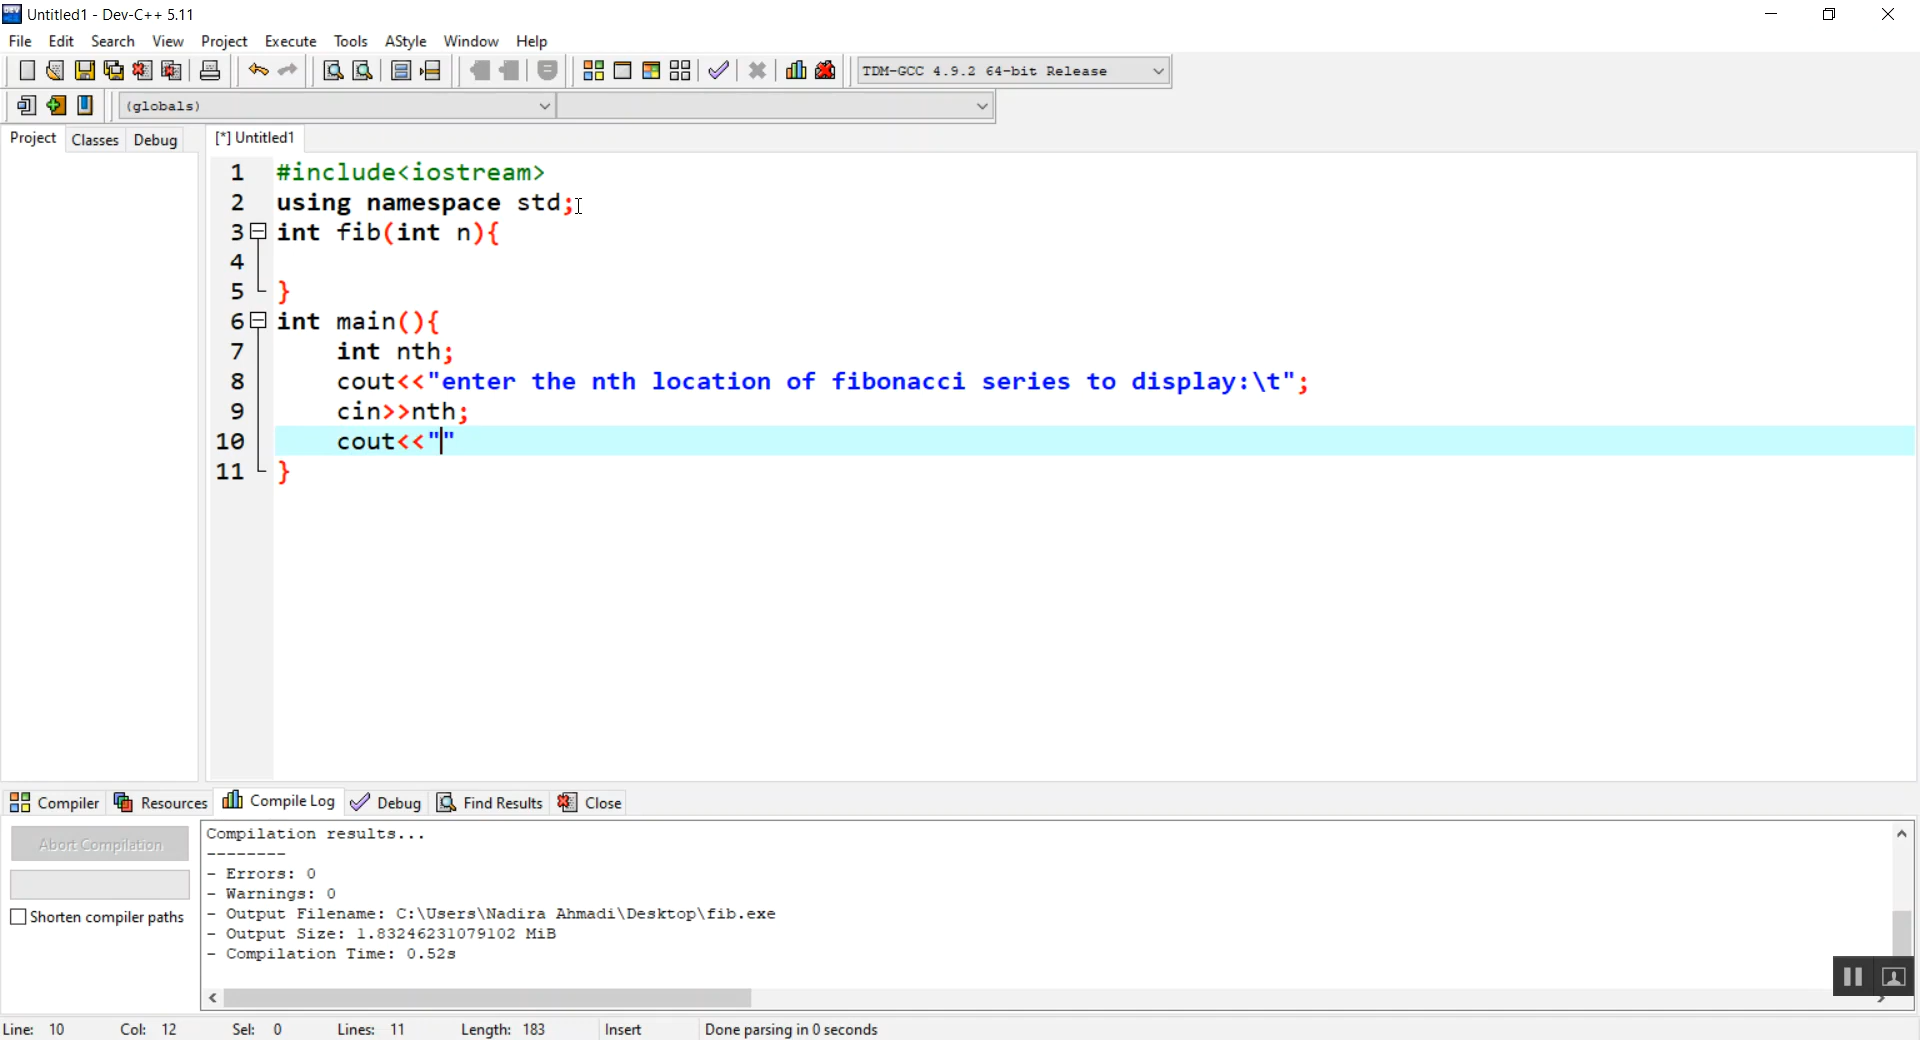 Untitled1 - Dev-C++ 5.11
File Edit Search View Project Execute Tools AStyle Window Help
TDM-GCC 4.9.2 64-bit Release
(globals)
Project Classes Debug [*] Untitled1
1 #include<iostream>
2 using namespace std;
3 int fib(int n){
4
5 }
6 int main(){
7 int nth;
8 cout<<"enter the nth location of fibonacci series to display:\t";
9 cin>>nth;
10 cout<<""
11 }
Compiler Resources Compile Log Debug Find Results Close
Abort Compilation
Shorten compiler paths
Compilation results...
--------
- Errors: 0
- Warnings: 0
- Output Filename: C:\Users\Nadira Ahmadi\Desktop\fib.exe
- Output Size: 1.83246231079102 MiB
- Compilation Time: 0.52s
Line: 10 Col: 12 Sel: 0 Lines: 11 Length: 183 Insert Done parsing in 0 seconds